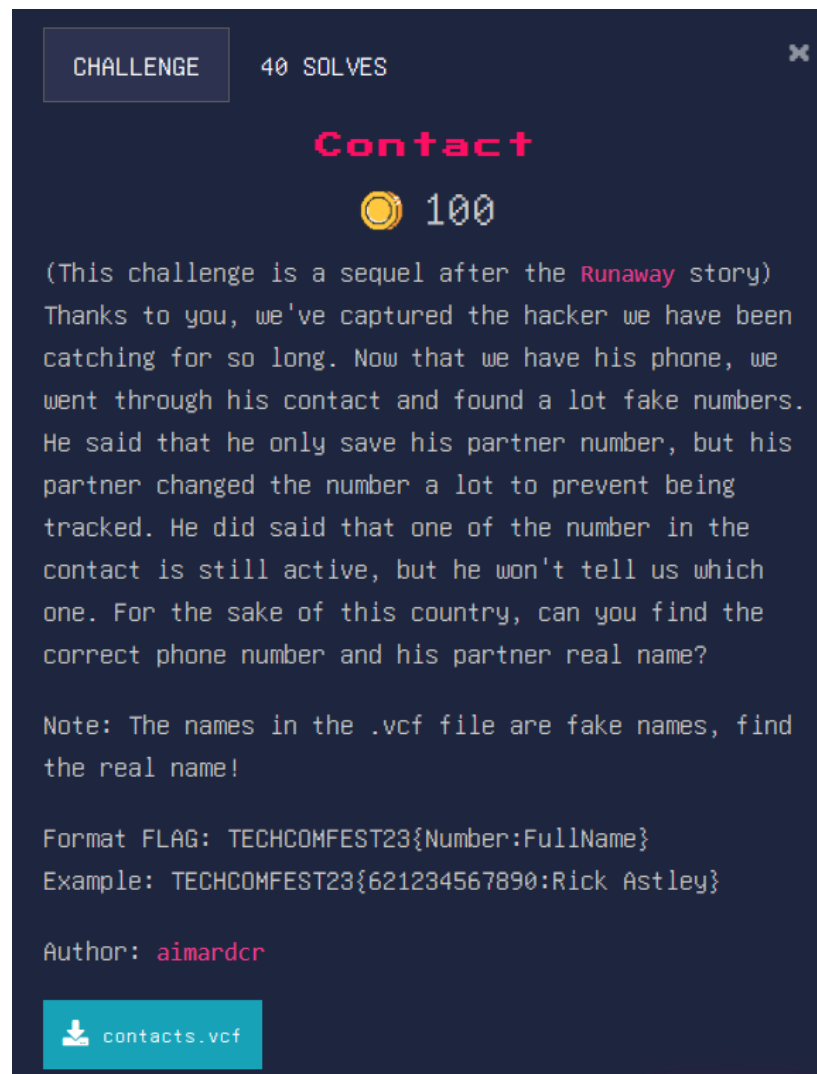 CHALLENGE 40 SOLVES ×
Contact
100
(This challenge is a sequel after the Runaway story)
Thanks to you, we've captured the hacker we have been
catching for so long. Now that we have his phone, we
went through his contact and found a lot fake numbers.
He said that he only save his partner number, but his
partner changed the number a lot to prevent being
tracked. He did said that one of the number in the
contact is still active, but he won't tell us which
one. For the sake of this country, can you find the
correct phone number and his partner real name?
Note: The names in the .vcf file are fake names, find
the real name!
Format FLAG: TECHCOMFEST23{Number:FullName}
Example: TECHCOMFEST23{621234567890:Rick Astley}
Author: aimardcr
contacts.vcf